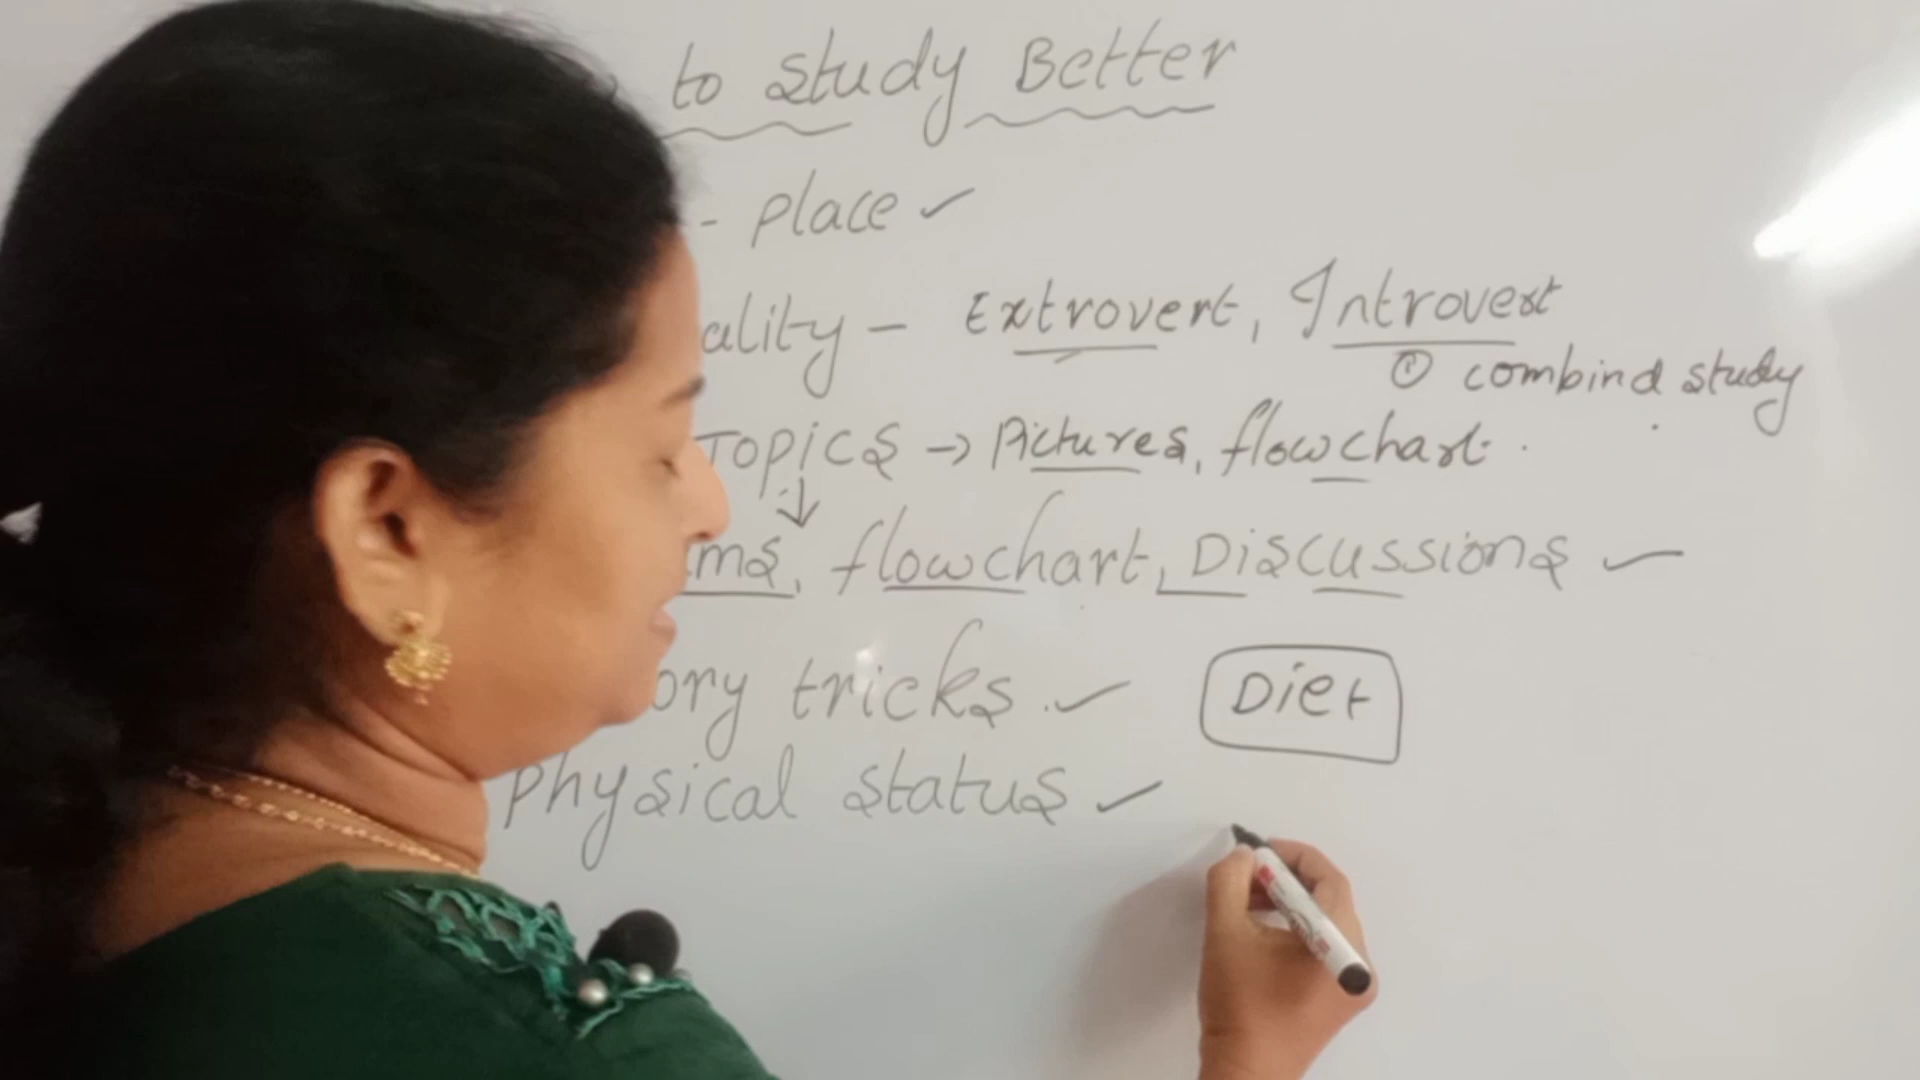 to study Better
- place ✓
ality - Extrovert, Introvert
① combind study
Topics → Pictures, flowchart.
↓
ms, flowchart, Discussions ✓
ory tricks. ✓
Diet
Physical status ✓